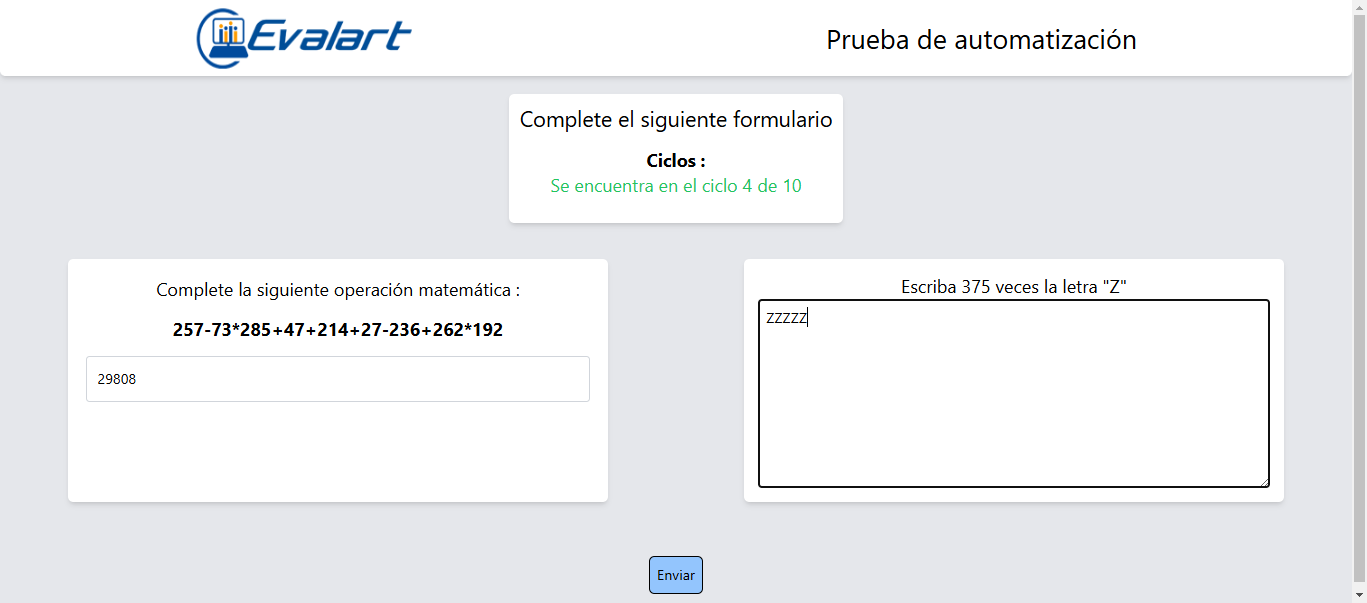 Evalart
Prueba de automatización
Complete el siguiente formulario
Ciclos :
Se encuentra en el ciclo 4 de 10
Complete la siguiente operación matemática :
257-73*285+47+214+27-236+262*192
29808
Escriba 375 veces la letra "Z"
ZZZZZ
Enviar